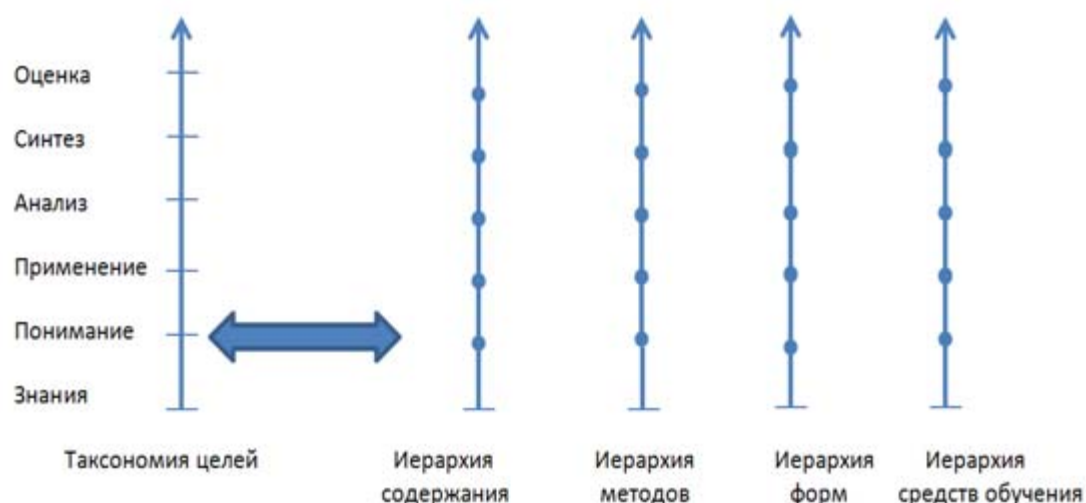 Оценка
Синтез
Анализ
Применение
Понимание
Знания
Таксономия целей
Иерархия
содержания
Иерархия
методов
Иерархия
форм
Иерархия
средств обучения